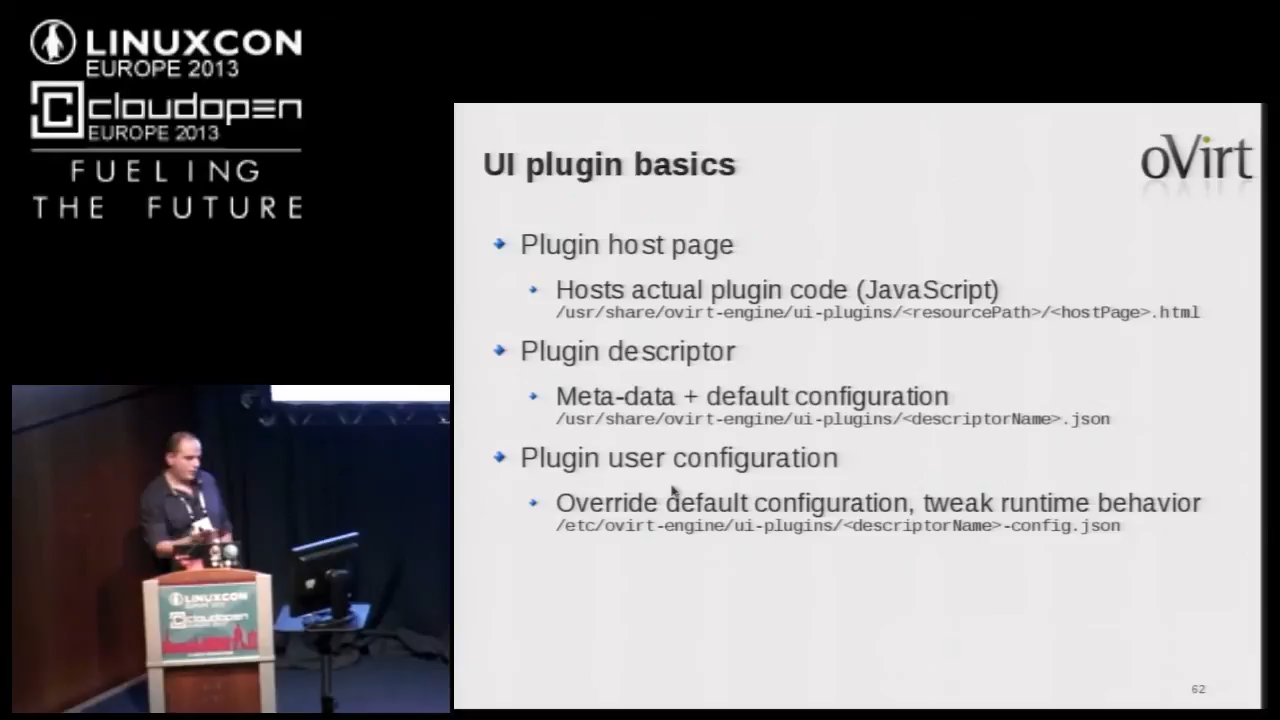 LINUXCON
EUROPE 2013
cloudopen
EUROPE 2013
FUELING
THE FUTURE
UI plugin basics
oVirt
Plugin host page
Hosts actual plugin code (JavaScript)
/usr/share/ovirt-engine/ui-plugins/<resourcePath>/<hostPage>.html
Plugin descriptor
Meta-data + default configuration
/usr/share/ovirt-engine/ui-plugins/<descriptorName>.json
Plugin user configuration
Override default configuration, tweak runtime behavior
/etc/ovirt-engine/ui-plugins/<descriptorName>-config.json
62
LINUXCON
cloudopen